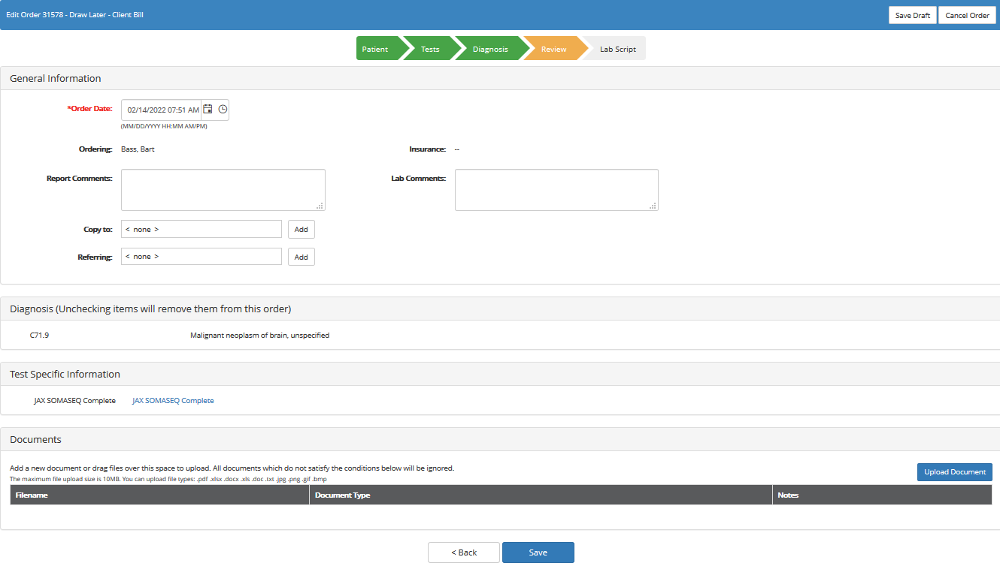 Edit Order 31578 - Draw Later - Client Bill
Save Draft
Cancel Order
Patient
Tests
Diagnosis
Review
Lab Script
General Information
*Order Date:
02/14/2022 07:51 AM
(MM/DD/YYYY HH:MM AM/PM)
Ordering: Bass, Bart
Insurance: --
Report Comments:
Lab Comments:
Copy to: < none > Add
Referring: < none > Add
Diagnosis (Unchecking items will remove them from this order)
C71.9 Malignant neoplasm of brain, unspecified
Test Specific Information
JAX SOMASEQ Complete JAX SOMASEQ Complete
Documents
Add a new document or drag files over this space to upload. All documents which do not satisfy the conditions below will be ignored.
The maximum file upload size is 10MB. You can upload file types: .pdf .xlsx .docx .xls .doc .txt .jpg .png .gif .bmp
Upload Document
Filename Document Type Notes
< Back Save